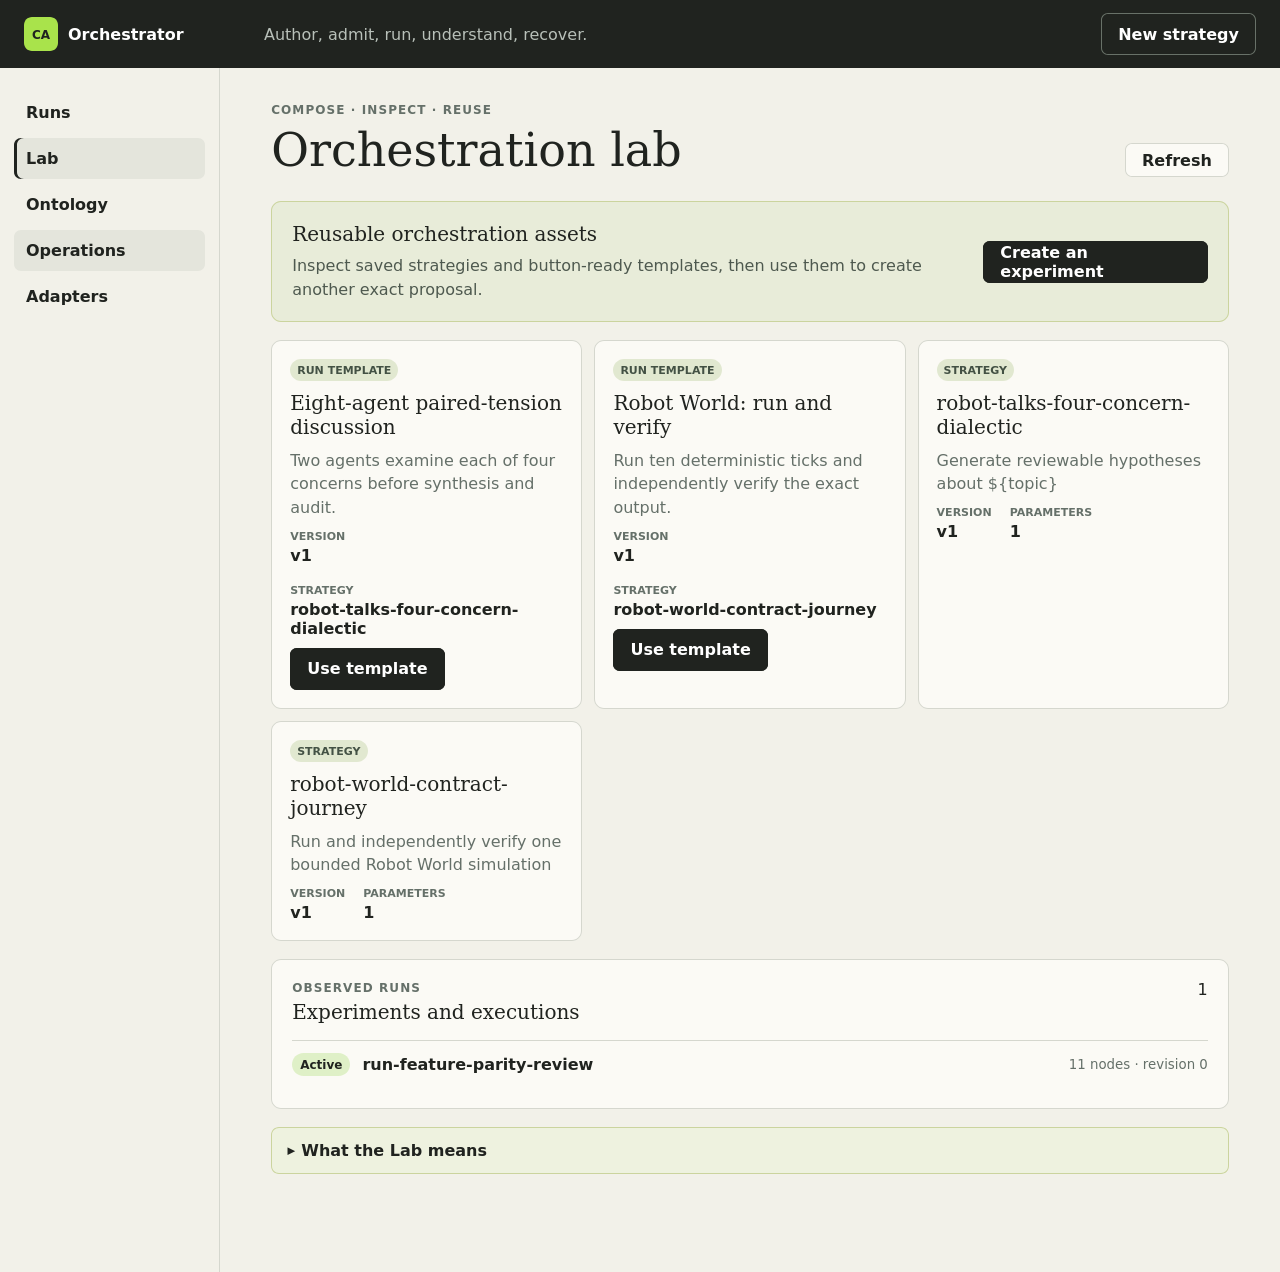 CA
Orchestrator
Author, admit, run, understand, recover.
New strategy
Runs
Lab
Ontology
Operations
Adapters
COMPOSE · INSPECT · REUSE
Orchestration lab
Refresh
Reusable orchestration assets
Inspect saved strategies and button-ready templates, then use them to create
another exact proposal.
Create an
experiment
RUN TEMPLATE
Eight-agent paired-tension
discussion
Two agents examine each of four
concerns before synthesis and
audit.
VERSION
v1
STRATEGY
robot-talks-four-concern-
dialectic
Use template
RUN TEMPLATE
Robot World: run and
verify
Run ten deterministic ticks and
independently verify the exact
output.
VERSION
v1
STRATEGY
robot-world-contract-journey
Use template
STRATEGY
robot-talks-four-concern-
dialectic
Generate reviewable hypotheses
about ${topic}
VERSION PARAMETERS
v1 1
STRATEGY
robot-world-contract-
journey
Run and independently verify one
bounded Robot World simulation
VERSION PARAMETERS
v1 1
OBSERVED RUNS
Experiments and executions
1
Active run-feature-parity-review 11 nodes · revision 0
▸ What the Lab means